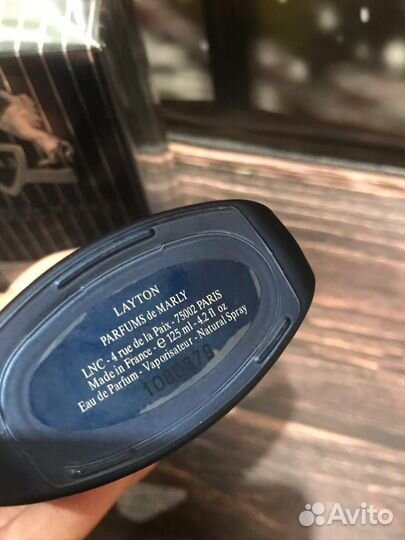 LAYTON
PARFUMS de MARLY
LNC - 4 rue de la Paix - 75002 PARIS
Made in France - ℮ 125 ml - 4.2 fl oz
Eau de Parfum - Vaporisateur - Natural Spray
1080379
Avito